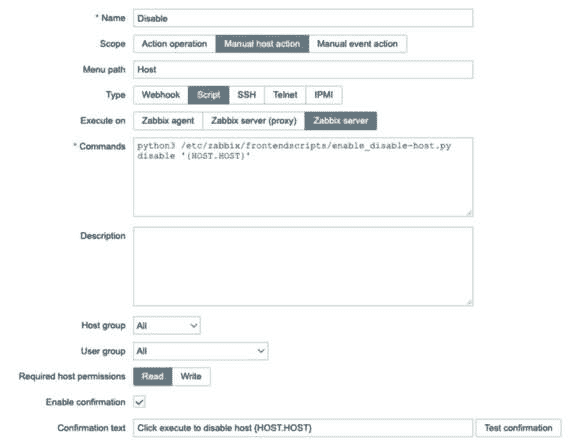 * Name Disable
Scope Action operation Manual host action Manual event action
Menu path Host
Type Webhook Script SSH Telnet IPMI
Execute on Zabbix agent Zabbix server (proxy) Zabbix server
* Commands python3 /etc/zabbix/frontendscripts/enable_disable-host.py
disable '{HOST.HOST}'
Description
Host group All
User group All
Required host permissions Read Write
Enable confirmation
Confirmation text Click execute to disable host {HOST.HOST} Test confirmation